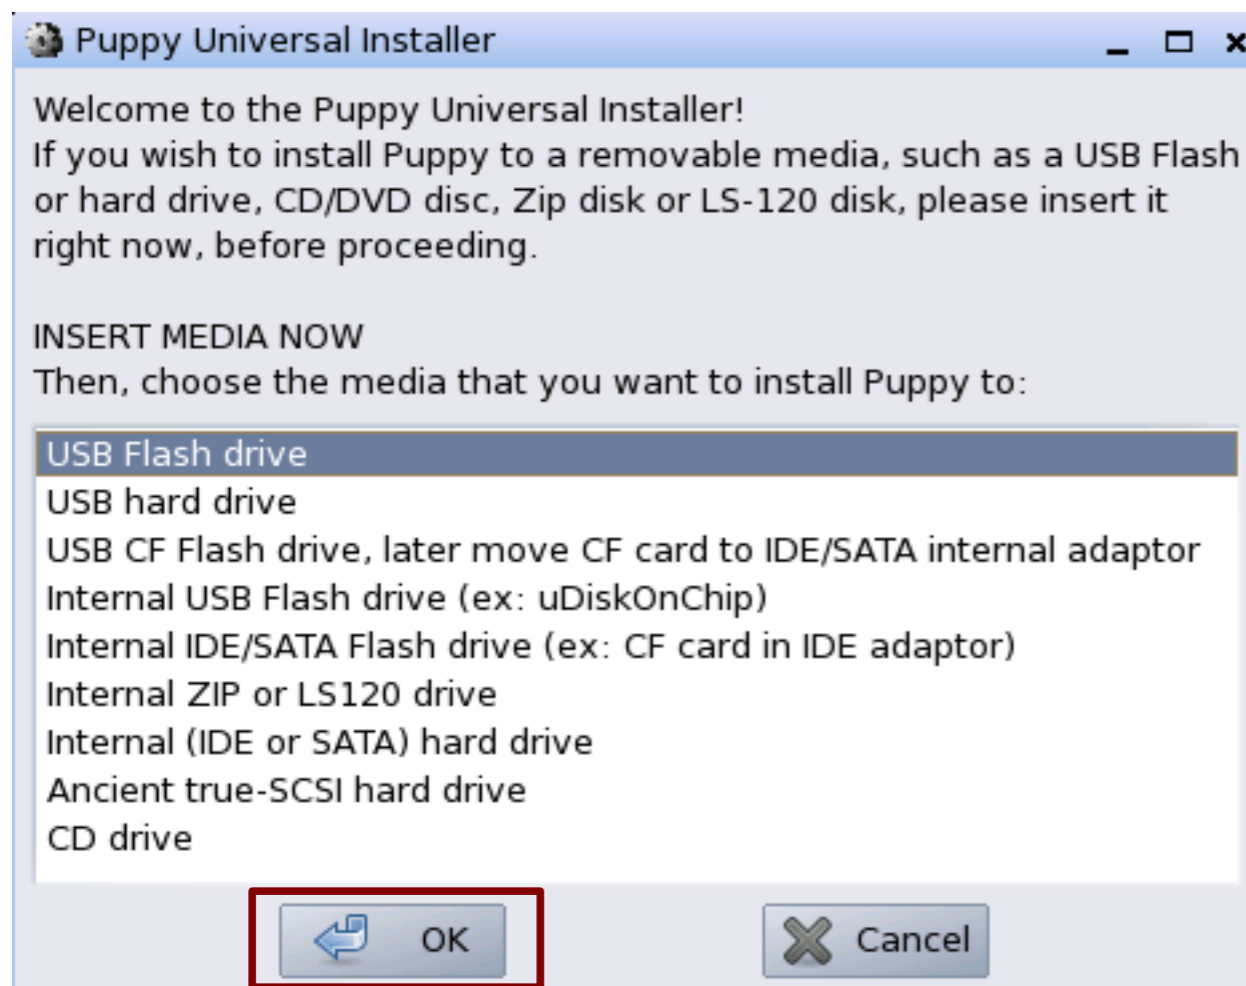 Puppy Universal Installer
Welcome to the Puppy Universal Installer!
If you wish to install Puppy to a removable media, such as a USB Flash
or hard drive, CD/DVD disc, Zip disk or LS-120 disk, please insert it
right now, before proceeding.
INSERT MEDIA NOW
Then, choose the media that you want to install Puppy to:
USB Flash drive
USB hard drive
USB CF Flash drive, later move CF card to IDE/SATA internal adaptor
Internal USB Flash drive (ex: uDiskOnChip)
Internal IDE/SATA Flash drive (ex: CF card in IDE adaptor)
Internal ZIP or LS120 drive
Internal (IDE or SATA) hard drive
Ancient true-SCSI hard drive
CD drive
OK
Cancel